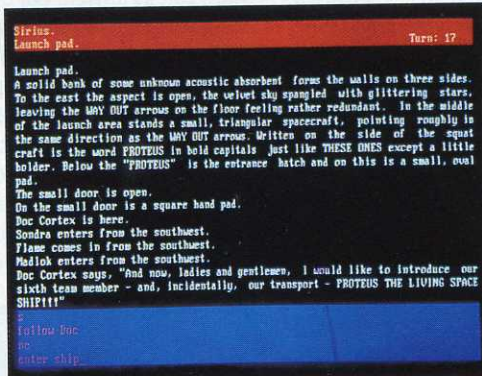 Sirius.
Launch pad.
Turn: 17
Launch pad.
A solid bank of some unknown acoustic absorbent forms the walls on three sides.
To the east the aspect is open, the velvet sky spangled with glittering stars,
leaving the WAY OUT arrows on the floor feeling rather redundant. In the middle
of the launch area stands a small, triangular spacecraft, pointing roughly in
the same direction as the WAY OUT arrows. Written on the side of the squat
craft is the word PROTEUS in bold capitals just like THESE ONES except a little
bolder. Below the "PROTEUS" is the entrance hatch and on this is a small, oval
pad.
The small door is open.
On the small door is a square hand pad.
Doc Cortex is here.
Sondra enters from the southwest.
Flame comes in from the southwest.
Madlok enters from the southwest.
Doc Cortex says, "And now, ladies and gentlemen, I would like to introduce our
sixth team member - and, incidentally, our transport - PROTEUS THE LIVING SPACE
SHIP!!!"
s
follow Doc
ne
enter ship_